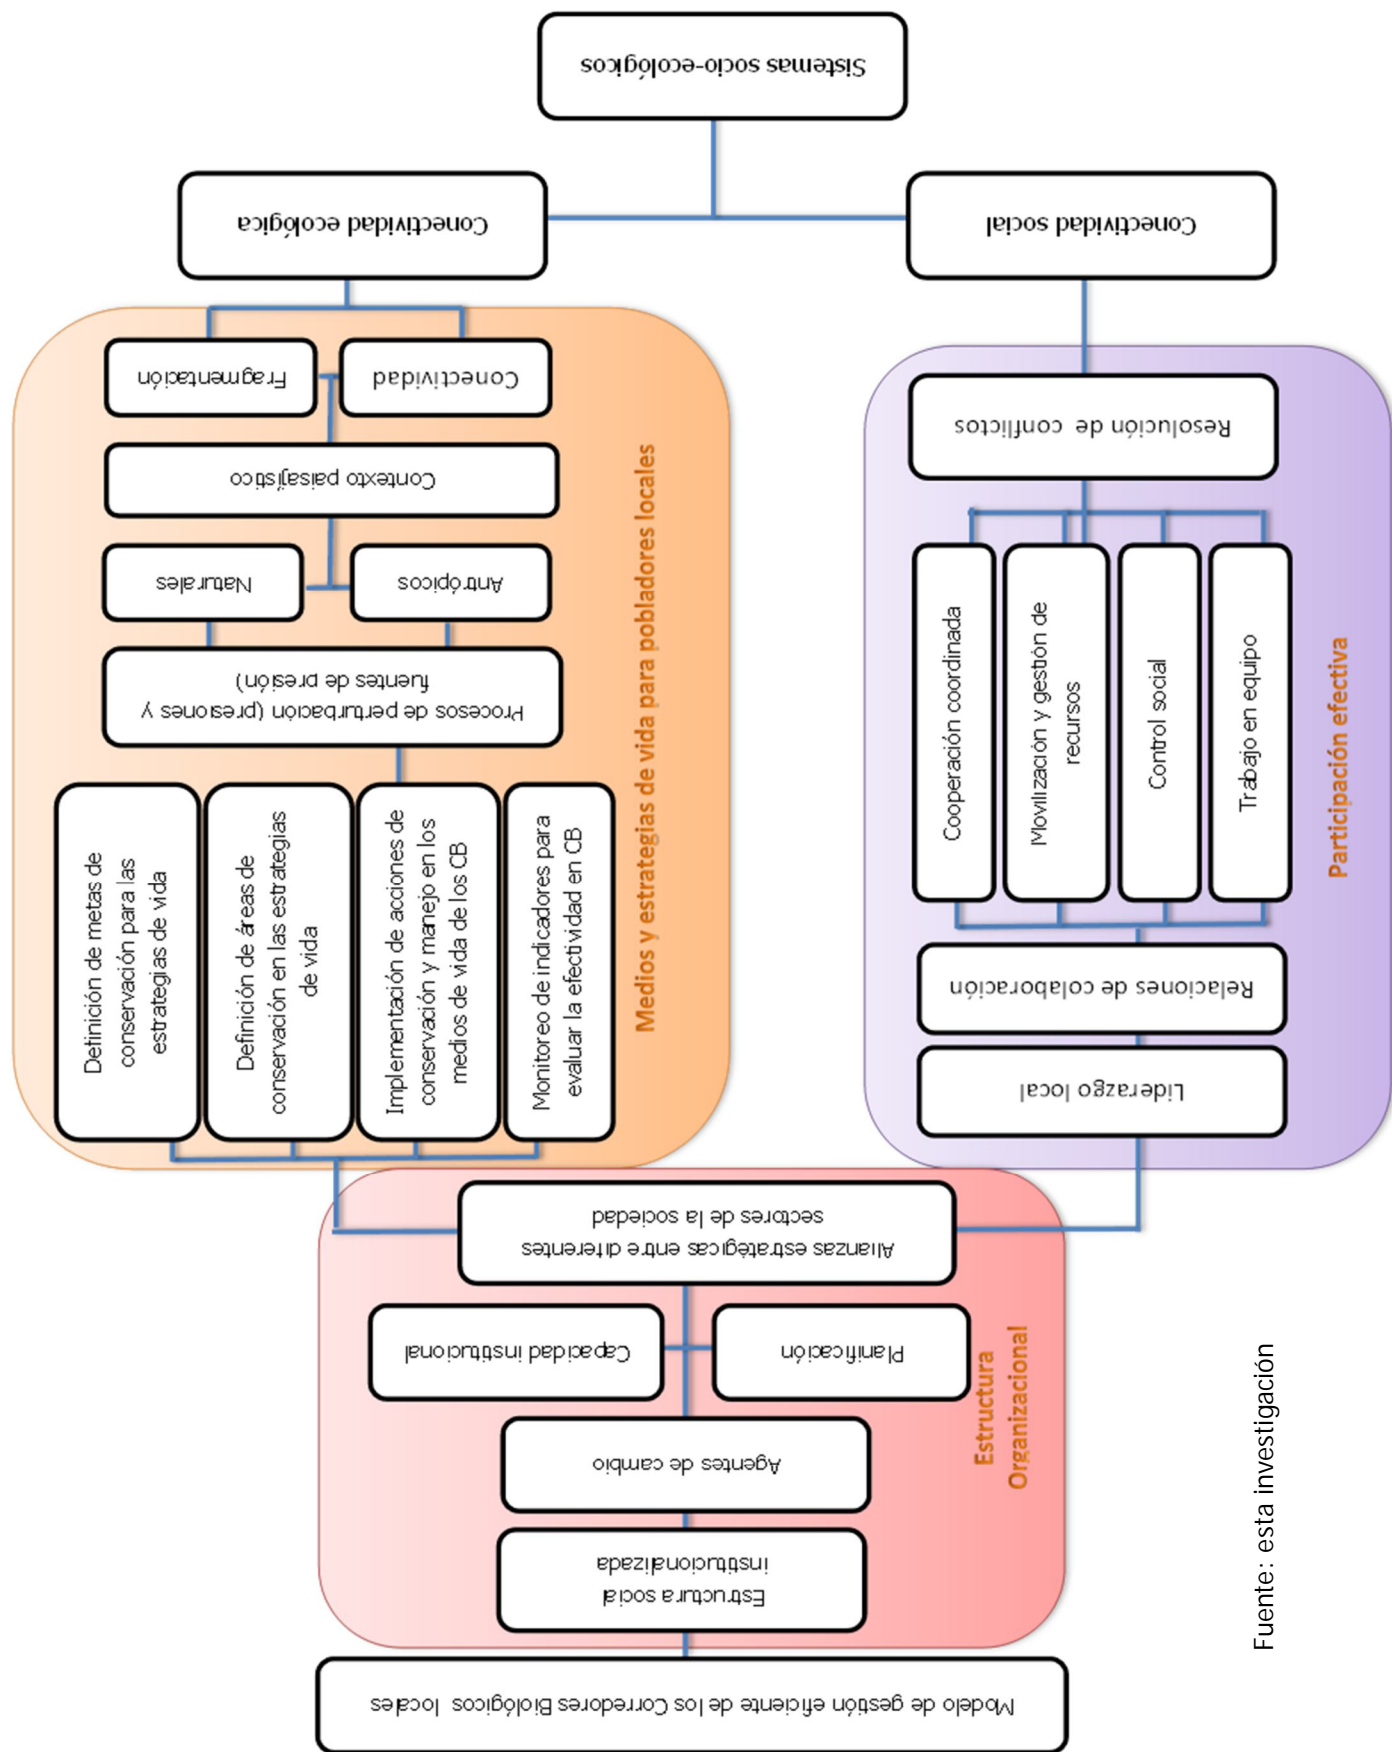 Modelo de gestión eficiente de los Corredores Biológicos locales
Estructura social
institucionalizada
Agentes de cambio
Planificación
Capacidad institucional
Alianzas estratégicas entre diferentes
sectores de la sociedad
Estructura
Organizacional
Liderazgo local
Relaciones de colaboración
Trabajo en equipo
Control social
Movilización y gestión de
recursos
Cooperación coordinada
Resolución de conflictos
Participación efectiva
Conectividad social
Definición de metas de
conservación para las
estrategias de vida
Definición de áreas de
conservación en las estrategias
de vida
Implementación de acciones de
conservación y manejo en los
medios de vida de los CB
Monitoreo de indicadores para
evaluar la efectividad en CB
Procesos de perturbación (presiones y
fuentes de presión)
Antrópicos
Naturales
Contexto paisajístico
Conectividad
Fragmentación
Medios y estrategias de vida para pobladores locales
Conectividad ecológica
Sistemas socio-ecológicos
Fuente: esta investigación